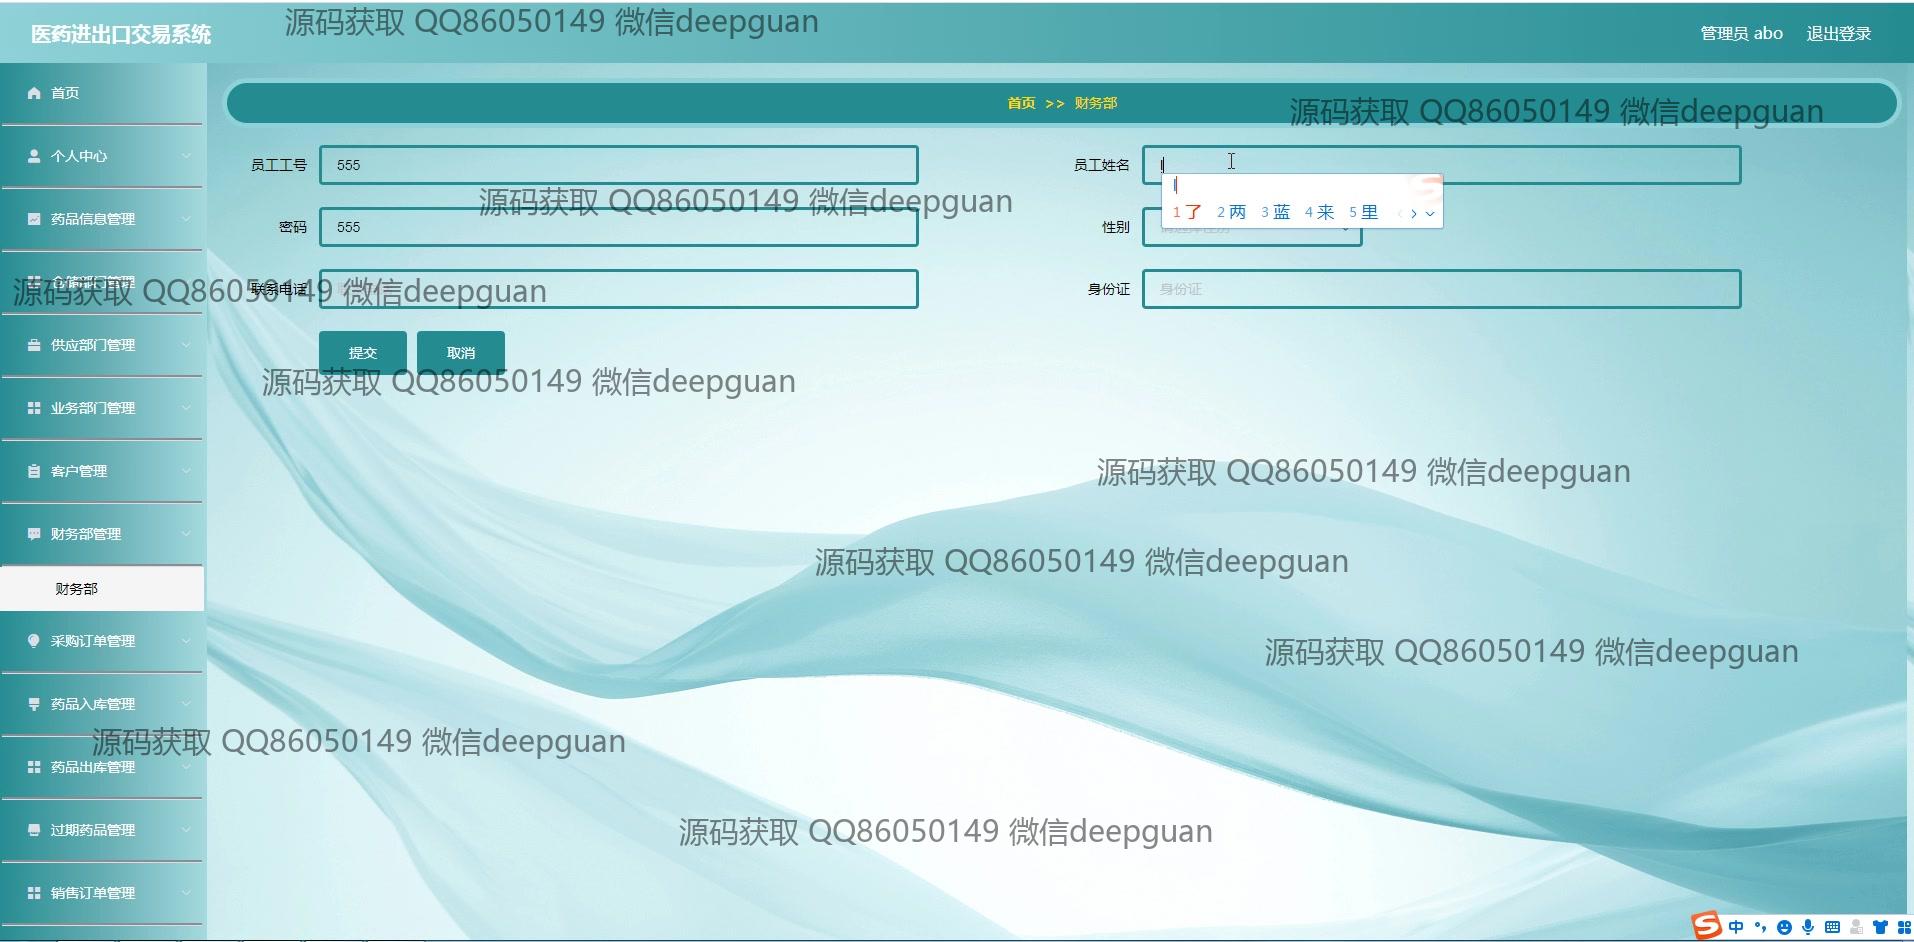 医药进出口交易系统
源码获取 QQ86050149 微信deepguan
管理员 abo 退出登录
首页
首页 >> 财务部
源码获取 QQ86050149 微信deepguan
个人中心
员工工号 555
员工姓名 l
l
1 了 2 两 3 蓝 4 来 5 里
源码获取 QQ86050149 微信deepguan
药品信息管理
密码 555
性别 请选择性别
仓储部门管理
源码获取 QQ86050149 微信deepguan
联系电话
身份证 身份证
供应部门管理
提交 取消
源码获取 QQ86050149 微信deepguan
业务部门管理
客户管理
源码获取 QQ86050149 微信deepguan
财务部管理
源码获取 QQ86050149 微信deepguan
财务部
采购订单管理
源码获取 QQ86050149 微信deepguan
药品入库管理
源码获取 QQ86050149 微信deepguan
药品出库管理
过期药品管理
源码获取 QQ86050149 微信deepguan
销售订单管理
中